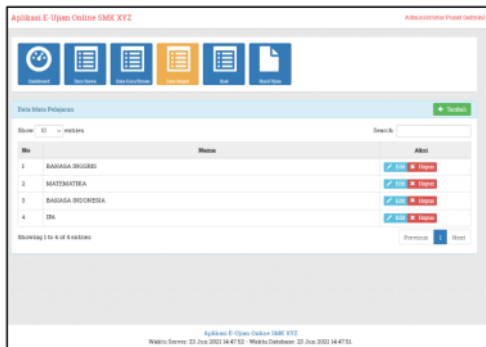 Aplikasi E-Ujian Online SMK XYZ
Administrator Pusat (admin)
Dashboard
Data Siswa
Data Guru/Dosen
Data Mapel
Soal
Hasil Ujian
Data Mata Pelajaran
Tambah
Show 10 entries
Search:
No Nama Aksi
1 BAHASA INGGRIS Edit Hapus
2 MATEMATIKA Edit Hapus
3 BAHASA INDONESIA Edit Hapus
4 IPA Edit Hapus
Showing 1 to 4 of 4 entries
Previous 1 Next
Aplikasi E-Ujian Online SMK XYZ
Waktu Server: 23 Jun 2021 14:47:52 - Waktu Database: 23 Jun 2021 14:47:51.